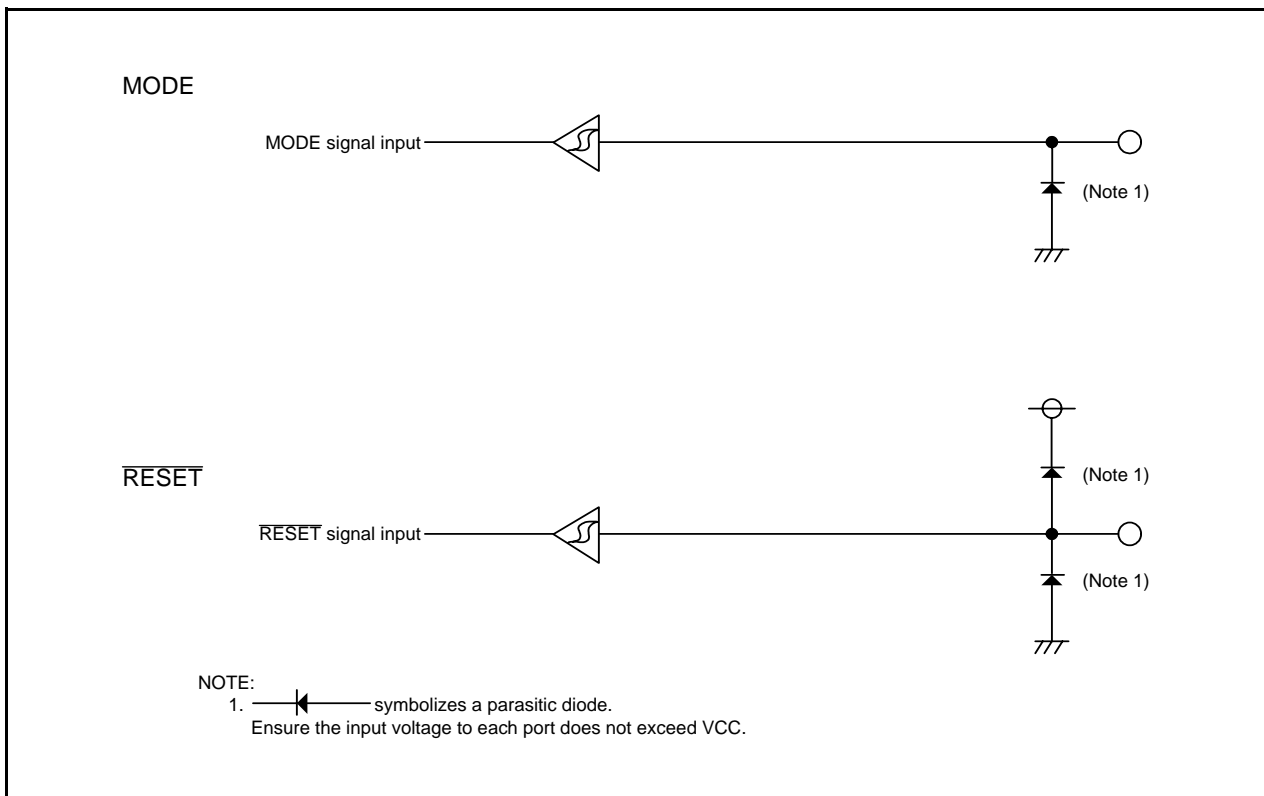 MODE
MODE signal input
(Note 1)
(Note 1)
RESET
RESET signal input
(Note 1)
NOTE:
1. symbolizes a parasitic diode.
Ensure the input voltage to each port does not exceed VCC.